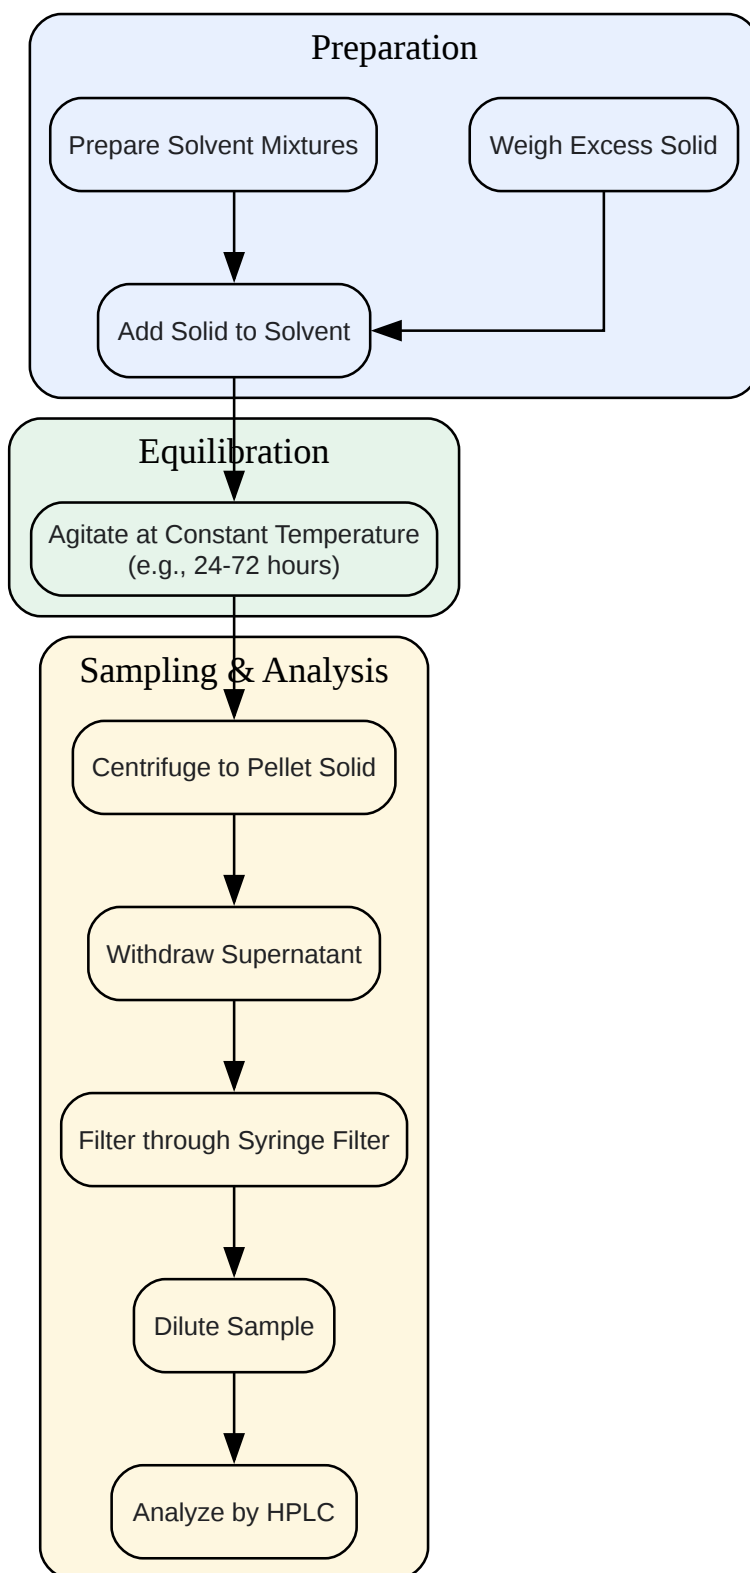 Preparation
Prepare Solvent Mixtures
Weigh Excess Solid
Add Solid to Solvent
Equilibration
Agitate at Constant Temperature
(e.g., 24-72 hours)
Sampling & Analysis
Centrifuge to Pellet Solid
Withdraw Supernatant
Filter through Syringe Filter
Dilute Sample
Analyze by HPLC